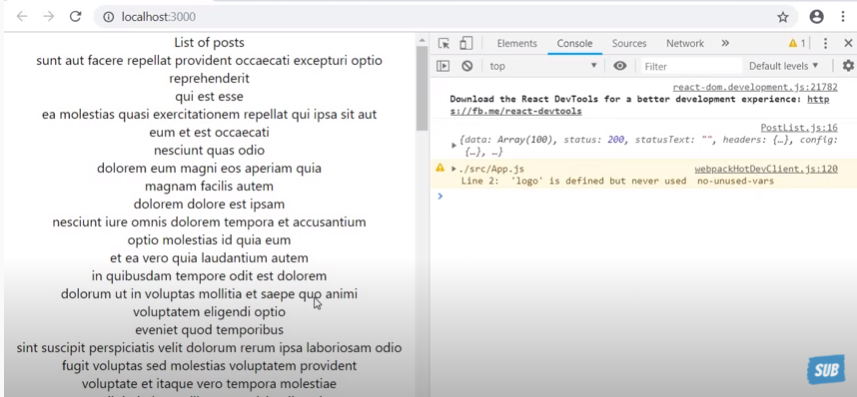 localhost:3000
List of posts
sunt aut facere repellat provident occaecati excepturi optio
reprehenderit
qui est esse
ea molestias quasi exercitationem repellat qui ipsa sit aut
eum et est occaecati
nesciunt quas odio
dolorem eum magni eos aperiam quia
magnam facilis autem
dolorem dolore est ipsam
nesciunt iure omnis dolorem tempora et accusantium
optio molestias id quia eum
et ea vero quia laudantium autem
in quibusdam tempore odit est dolorem
dolorum ut in voluptas mollitia et saepe quo animi
voluptatem eligendi optio
eveniet quod temporibus
sint suscipit perspiciatis velit dolorum rerum ipsa laboriosam odio
fugit voluptas sed molestias voluptatem provident
voluptate et itaque vero tempora molestiae
Elements Console Sources Network » 1
top Filter Default levels
react-dom.development.js:21782
Download the React DevTools for a better development experience: http
s://fb.me/react-devtools
PostList.js:16
{data: Array(100), status: 200, statusText: "", headers: {…}, config:
{…}, …}
./src/App.js webpackHotDevClient.js:120
Line 2: 'logo' is defined but never used no-unused-vars
SUB